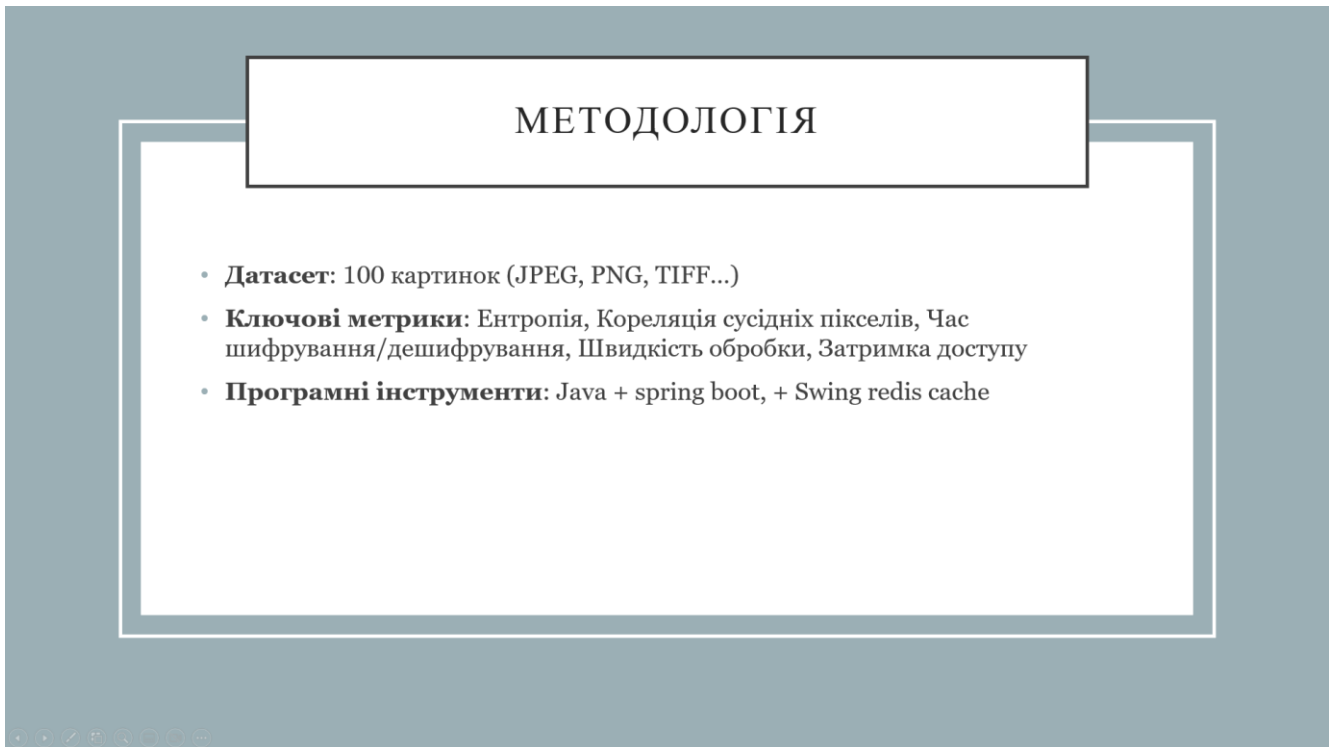 МЕТОДОЛОГІЯ
• Датасет: 100 картинок (JPEG, PNG, TIFF…)
• Ключові метрики: Ентропія, Кореляція сусідніх пікселів, Час
шифрування/дешифрування, Швидкість обробки, Затримка доступу
• Програмні інструменти: Java + spring boot, + Swing redis cache